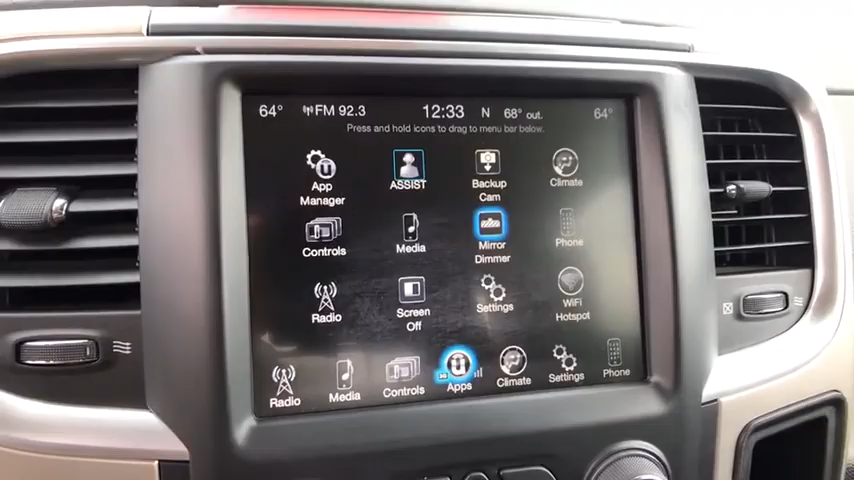 64° FM 92.3 12:33 N 68° out. 64°
Press and hold icons to drag to menu bar below.
App Manager
ASSIST
Backup Cam
Climate
Controls
Media
Mirror Dimmer
Phone
Radio
Screen Off
Settings
WiFi Hotspot
Radio
Media
Controls
3G
Apps
Climate
Settings
Phone